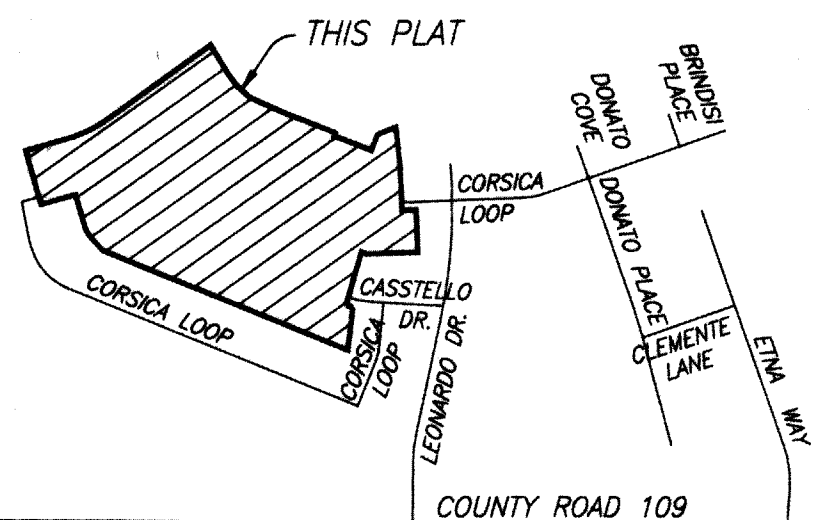 THIS PLAT
BRINDISI
PLACE
DONATO
COVE
CORSICA
LOOP
DONATO PLACE
CORSICA LOOP
CASSTELLO
DR.
CORSICA
LOOP
LEONARDO DR.
CLEMENTE
LANE
ETNA WAY
COUNTY ROAD 109